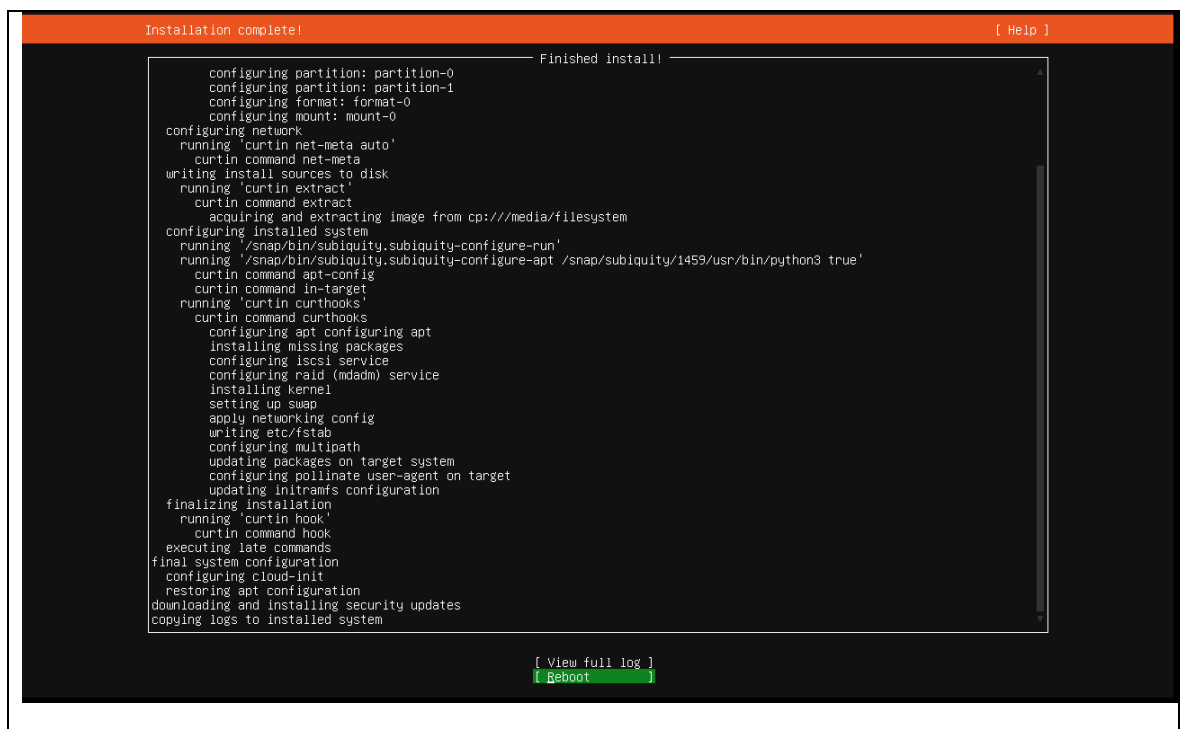 Installation complete! [ Help ]
Finished install!
configuring partition: partition-0
configuring partition: partition-1
configuring format: format-0
configuring mount: mount-0
configuring network
running 'curtin net-meta auto'
curtin command net-meta
writing install sources to disk
running 'curtin extract'
curtin command extract
acquiring and extracting image from cp:///media/filesystem
configuring installed system
running '/snap/bin/subiquity.subiquity-configure-run'
running '/snap/bin/subiquity.subiquity-configure-apt /snap/subiquity/1459/usr/bin/python3 true'
curtin command apt-config
curtin command in-target
running 'curtin curthooks'
curtin command curthooks
configuring apt configuring apt
installing missing packages
configuring iscsi service
configuring raid (mdadm) service
installing kernel
setting up swap
apply networking config
writing etc/fstab
configuring multipath
updating packages on target system
configuring pollinate user-agent on target
updating initramfs configuration
finalizing installation
running 'curtin hook'
curtin command hook
executing late commands
final system configuration
configuring cloud-init
restoring apt configuration
downloading and installing security updates
copying logs to installed system
[ View full log ]
[ Reboot ]